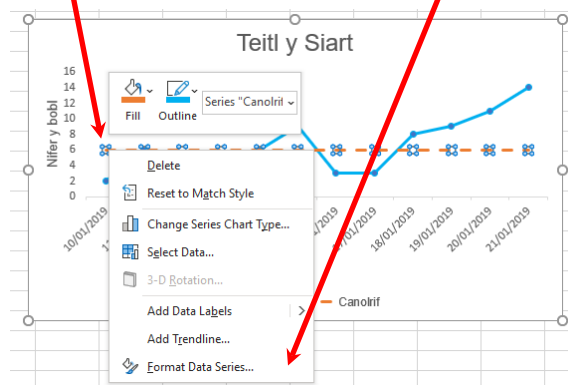 Teitl y Siart
Nifer y bobl
16
14
12
10
8
6
4
2
0
Fill
Outline
Series "Canolrif
Delete
Reset to Match Style
Change Series Chart Type...
Select Data...
3-D Rotation...
Add Data Labels
Add Trendline...
Format Data Series...
10/01/2019
18/01/2019
19/01/2019
20/01/2019
21/01/2019
Canolrif